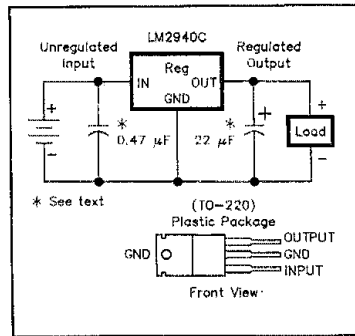 LM2940C
Unregulated Input
Regulated Output
Reg
IN
OUT
GND
+
-
*
0.47 µF
22 µF
*
+
Load
+
-
* See text
(TO-220)
Plastic Package
GND
OUTPUT
GND
INPUT
Front View